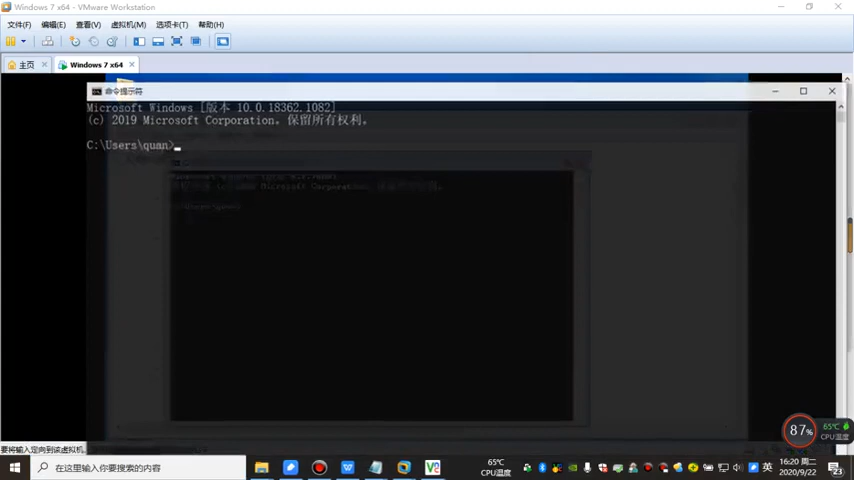 Windows 7 x64 - VMware Workstation
文件(F) 编辑(E) 查看(V) 虚拟机(M) 选项卡(T) 帮助(H)
主页 Windows 7 x64
命令提示符
Microsoft Windows [版本 10.0.18362.1082]
(c) 2019 Microsoft Corporation。保留所有权利。
C:\Users\quan>
87%
65℃
CPU温度
要将输入定向到该虚拟机,
在这里输入你要搜索的内容
65℃
CPU温度
英
16:20 周二
2020/9/22
23